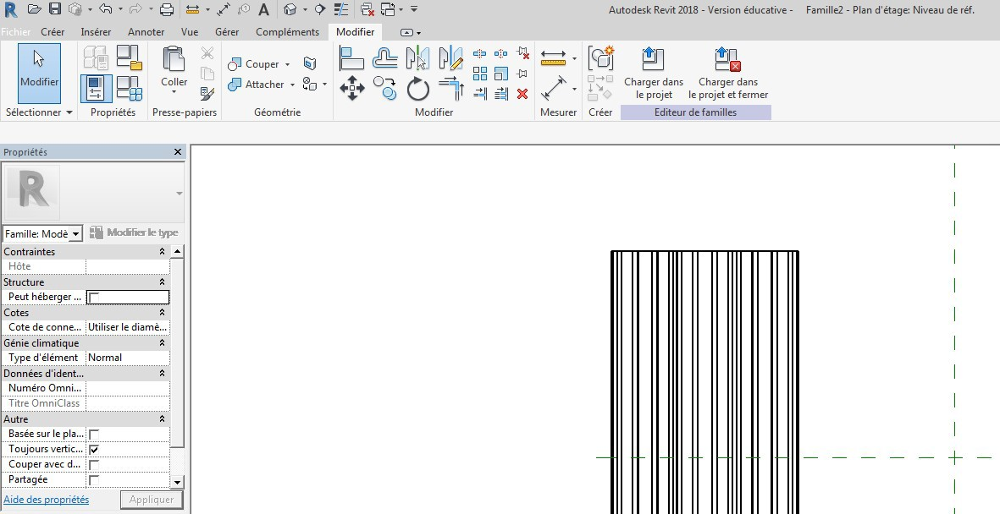 Autodesk Revit 2018 - Version éducative - Famille2 - Plan d'étage: Niveau de réf.
Fichier Créer Insérer Annoter Vue Gérer Compléments Modifier
Modifier
Coller
Couper
Attacher
Charger dans
le projet
Charger dans
le projet et fermer
Sélectionner Propriétés Presse-papiers Géométrie Modifier Mesurer Créer Editeur de familles
Propriétés
Famille: Modè
Modifier le type
Contraintes
Hôte
Structure
Peut héberger ...
Cotes
Cote de conne... Utiliser le diamè...
Génie climatique
Type d'élément Normal
Données d'ident...
Numéro Omni...
Titre OmniClass
Autre
Basée sur le pla...
Toujours vertic...
Couper avec d...
Partagée
Aide des propriétés Appliquer